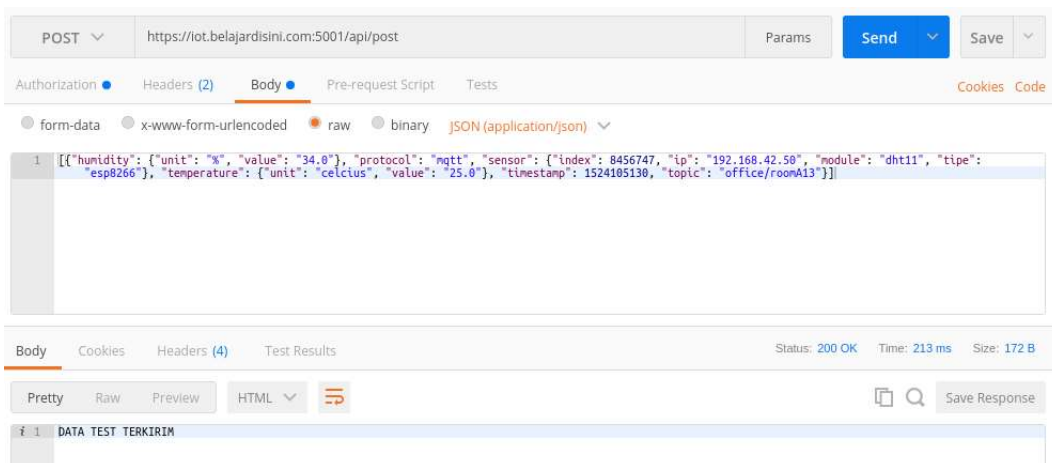 POST https://iot.belajardisini.com:5001/api/post Params Send Save
Authorization Headers (2) Body Pre-request Script Tests Cookies Code
form-data x-www-form-urlencoded raw binary JSON (application/json)
1 [{"humidity": {"unit": "%", "value": "34.0"}, "protocol": "mqtt", "sensor": {"index": 8456747, "ip": "192.168.42.50", "module": "dht11", "tipe":
"esp8266"}, "temperature": {"unit": "celcius", "value": "25.0"}, "timestamp": 1524105130, "topic": "office/roomA13"}]
Body Cookies Headers (4) Test Results Status: 200 OK Time: 213 ms Size: 172 B
Pretty Raw Preview HTML Save Response
i 1 DATA TEST TERKIRIM